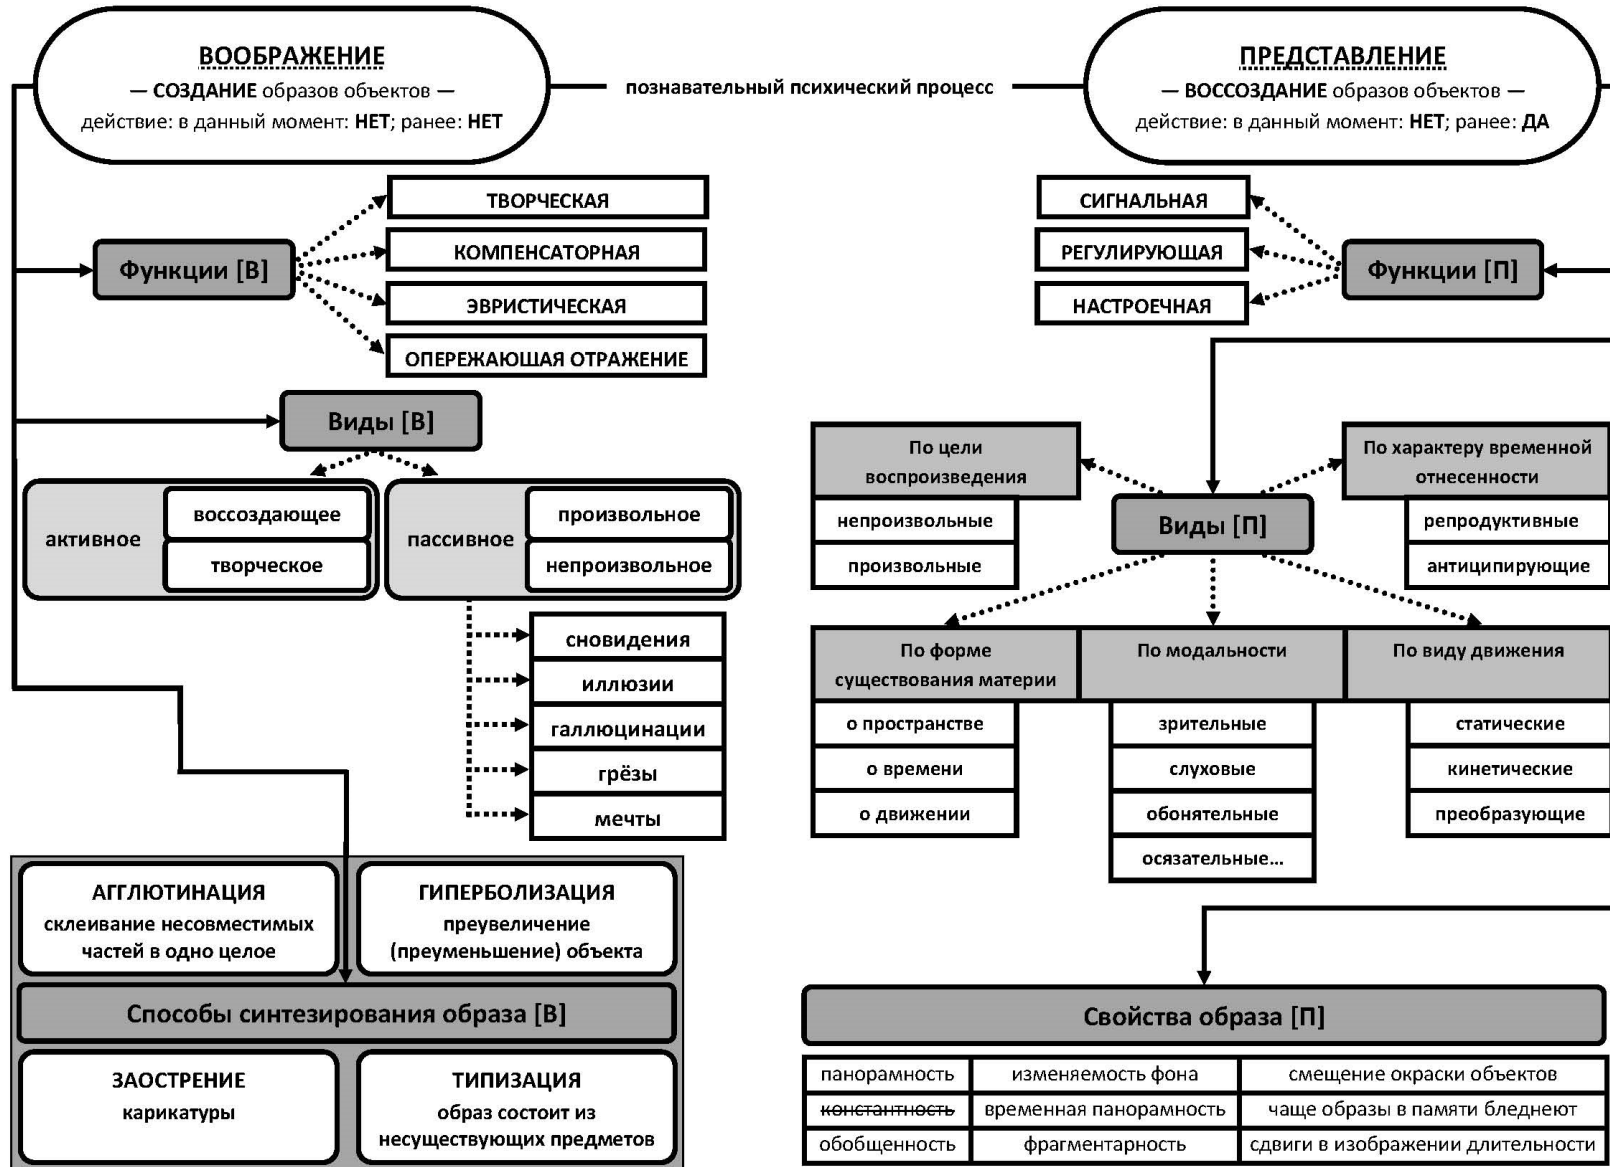 ВООБРАЖЕНИЕ
— СОЗДАНИЕ образов объектов —
действие: в данный момент: НЕТ; ранее: НЕТ
познавательный психический процесс
ПРЕДСТАВЛЕНИЕ
— ВОССОЗДАНИЕ образов объектов —
действие: в данный момент: НЕТ; ранее: ДА
Функции [В]
ТВОРЧЕСКАЯ
КОМПЕНСАТОРНАЯ
ЭВРИСТИЧЕСКАЯ
ОПЕРЕЖАЮЩАЯ ОТРАЖЕНИЕ
СИГНАЛЬНАЯ
РЕГУЛИРУЮЩАЯ
НАСТРОЕЧНАЯ
Функции [П]
Виды [В]
активное
воссоздающее
творческое
пассивное
произвольное
непроизвольное
сновидения
иллюзии
галлюцинации
грёзы
мечты
По цели
воспроизведения
непроизвольные
произвольные
Виды [П]
По характеру временной
отнесенности
репродуктивные
антиципирующие
По форме
существования материи
о пространстве
о времени
о движении
По модальности
зрительные
слуховые
обонятельные
осязательные...
По виду движения
статические
кинетические
преобразующие
АГГЛЮТИНАЦИЯ
склеивание несовместимых
частей в одно целое
ГИПЕРБОЛИЗАЦИЯ
преувеличение
(преуменьшение) объекта
Способы синтезирования образа [В]
ЗАОСТРЕНИЕ
карикатуры
ТИПИЗАЦИЯ
образ состоит из
несуществующих предметов
Свойства образа [П]
панорамность
изменяемость фона
смещение окраски объектов
константность
временная панорамность
чаще образы в памяти бледнеют
обобщенность
фрагментарность
сдвиги в изображении длительности